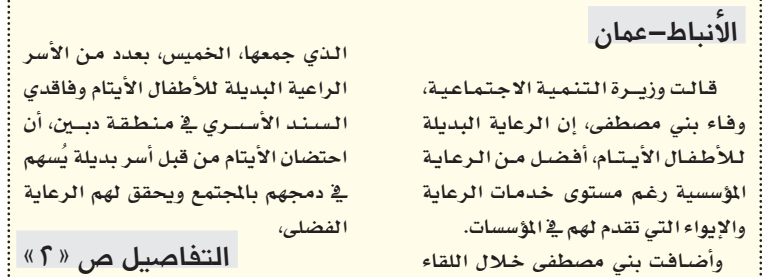 الأنباط–عمان
قالت وزيرة التنمية الاجتماعية،
وفاء بني مصطفى، إن الرعاية البديلة
للأطفال الأيتام، أفضل من الرعاية
المؤسسية رغم مستوى خدمات الرعاية
والإيواء التي تقدم لهم في المؤسسات.
وأضافت بني مصطفى خلال اللقاء
الذي جمعها، الخميس، بعدد من الأسر
الراعية البديلة للأطفال الأيتام وفاقدي
السند الأسري في منطقة دبين، أن
احتضان الأيتام من قبل أسر بديلة يُسهم
في دمجهم بالمجتمع ويحقق لهم الرعاية
الفضلى،
التفاصيل ص «٢»